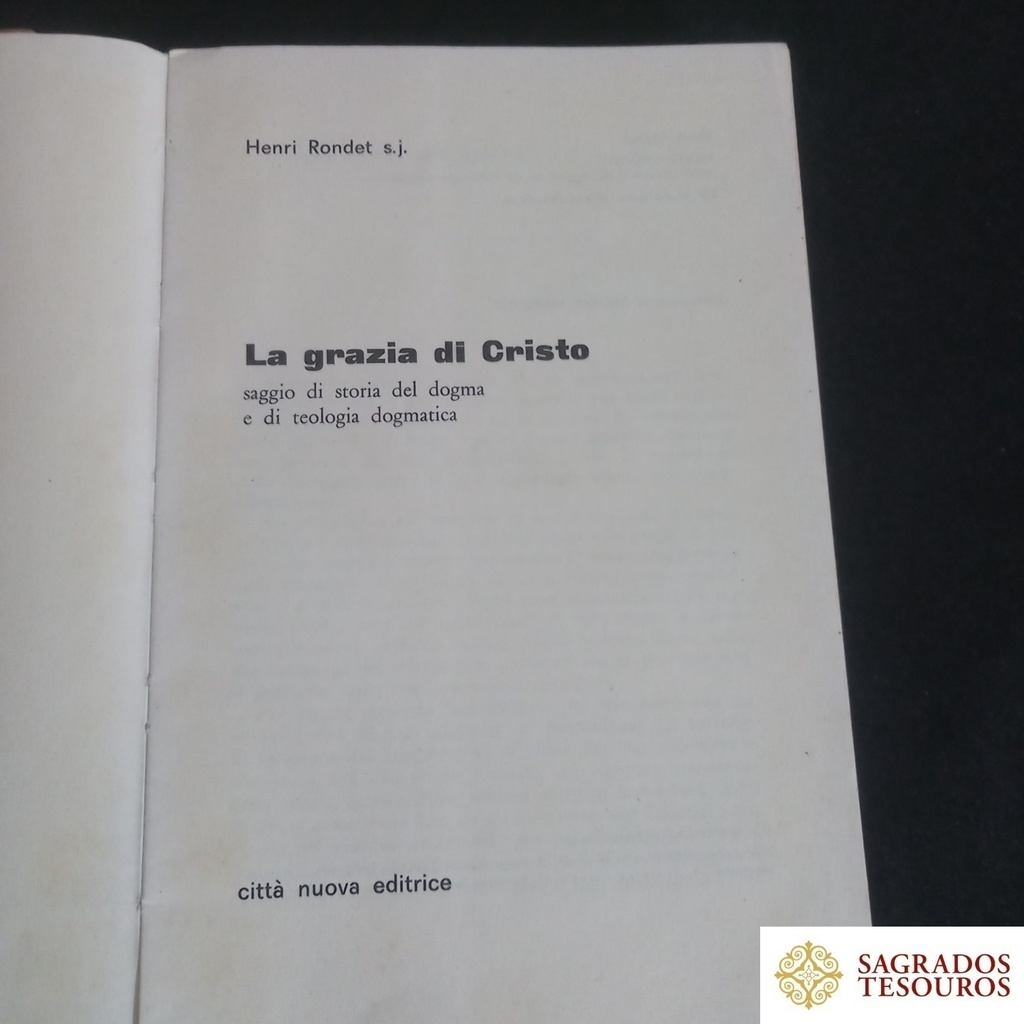 Henri Rondet s.j.
La grazia di Cristo
saggio di storia del dogma
e di teologia dogmatica
città nuova editrice
SAGRADOS
TESOUROS